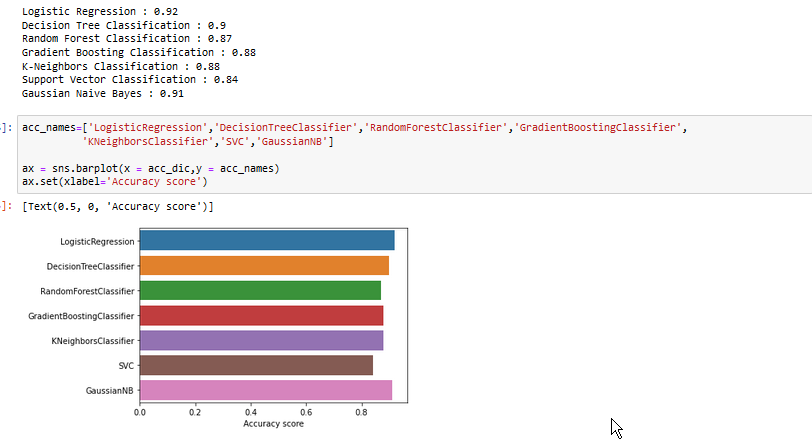 Logistic Regression : 0.92
Decision Tree Classification : 0.9
Random Forest Classification : 0.87
Gradient Boosting Classification : 0.88
K-Neighbors Classification : 0.88
Support Vector Classification : 0.84
Gaussian Naive Bayes : 0.91
]: acc_names=['LogisticRegression','DecisionTreeClassifier','RandomForestClassifier','GradientBoostingClassifier',
'KNeighborsClassifier','SVC','GaussianNB']
ax = sns.barplot(x = acc_dic,y = acc_names)
ax.set(xlabel='Accuracy score')
]: [Text(0.5, 0, 'Accuracy score')]
LogisticRegression
DecisionTreeClassifier
RandomForestClassifier
GradientBoostingClassifier
KNeighborsClassifier
SVC
GaussianNB
0.0 0.2 0.4 0.6 0.8
Accuracy score